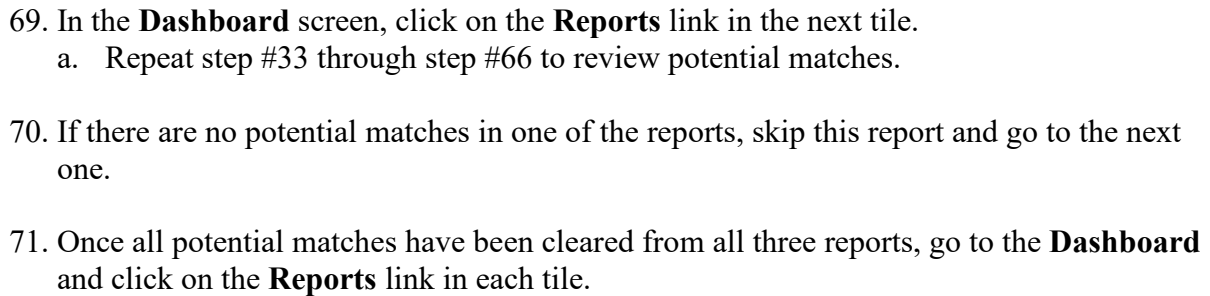 69. In the Dashboard screen, click on the Reports link in the next tile.
a. Repeat step #33 through step #66 to review potential matches.
70. If there are no potential matches in one of the reports, skip this report and go to the next
one.
71. Once all potential matches have been cleared from all three reports, go to the Dashboard
and click on the Reports link in each tile.